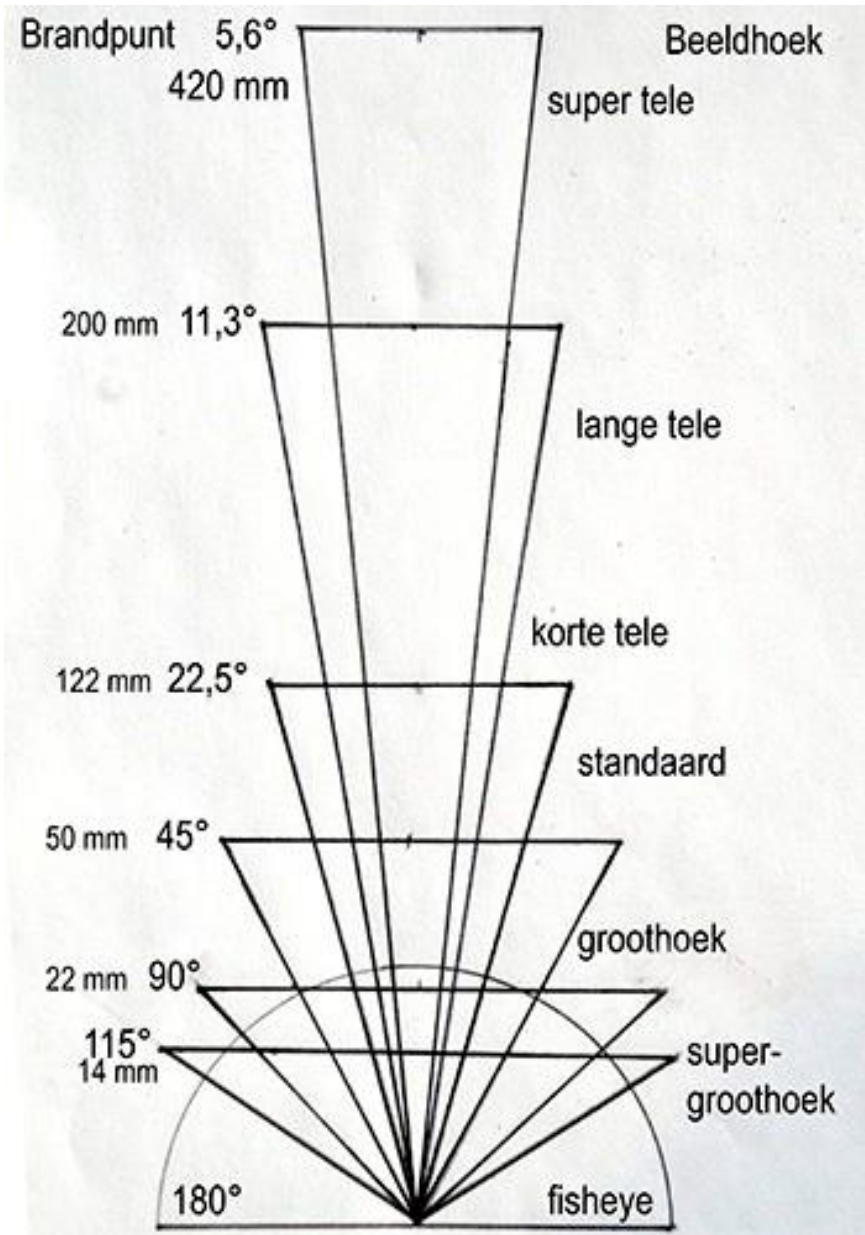 Brandpunt 5,6° Beeldhoek
420 mm super tele
200 mm 11,3°
lange tele
korte tele
122 mm 22,5°
standaard
50 mm 45°
groothoek
22 mm 90°
115° super-
14 mm groothoek
180° fisheye